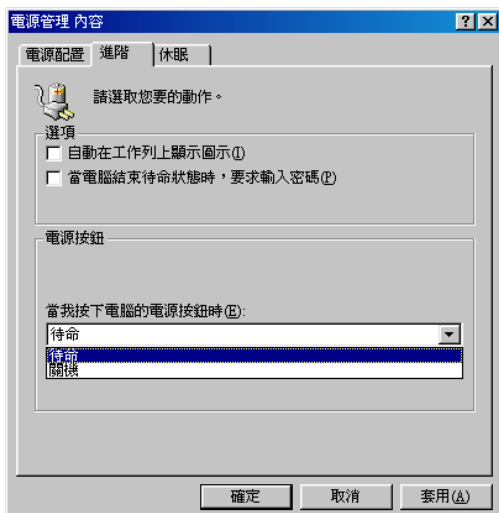 電源管理 內容
電源配置 進階 休眠
請選取您要的動作。
選項
自動在工作列上顯示圖示(I)
當電腦結束待命狀態時，要求輸入密碼(P)
電源按鈕
當我按下電腦的電源按鈕時(E):
待命
待命
關機
確定 取消 套用(A)